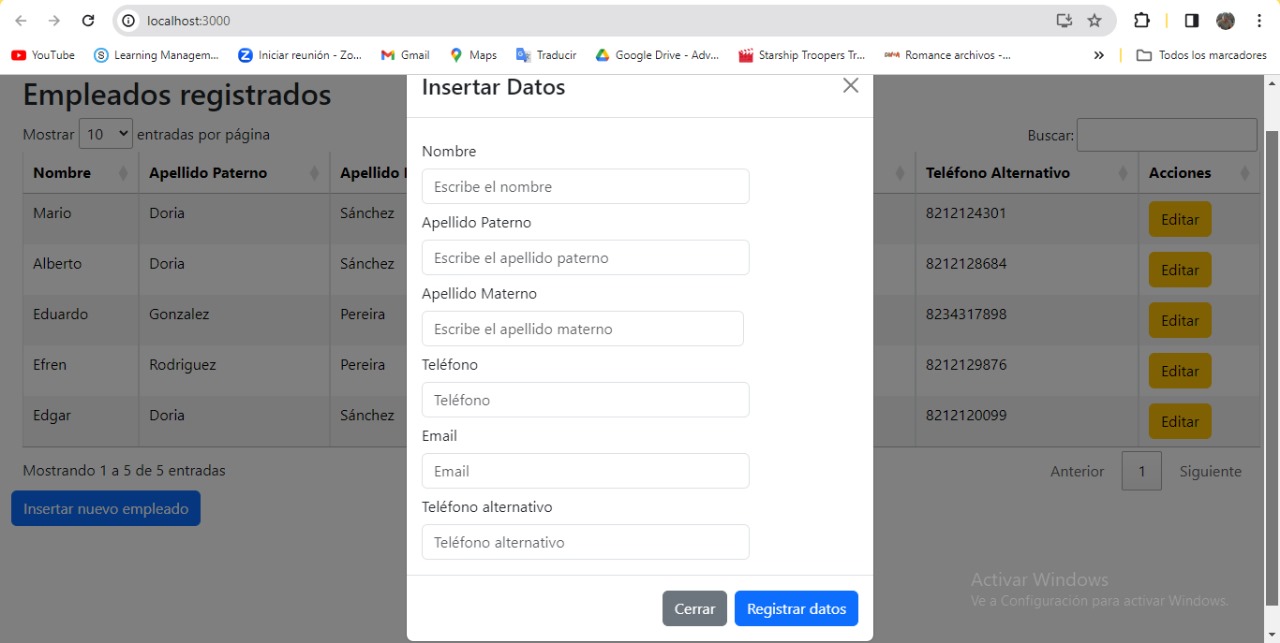 localhost:3000
YouTube Learning Managem... Iniciar reunión - Zo... Gmail Maps Traducir Google Drive - Adv... Starship Troopers Tr... Romance archivos -... » Todos los marcadores
Empleados registrados
Mostrar 10 entradas por página
Buscar:
Nombre Apellido Paterno Apellido Teléfono Alternativo Acciones
Mario Doria Sánchez 8212124301 Editar
Alberto Doria Sánchez 8212128684 Editar
Eduardo Gonzalez Pereira 8234317898 Editar
Efren Rodriguez Pereira 8212129876 Editar
Edgar Doria Sánchez 8212120099 Editar
Mostrando 1 a 5 de 5 entradas
Anterior 1 Siguiente
Insertar nuevo empleado
Insertar Datos
Nombre
Escribe el nombre
Apellido Paterno
Escribe el apellido paterno
Apellido Materno
Escribe el apellido materno
Teléfono
Teléfono
Email
Email
Teléfono alternativo
Teléfono alternativo
Cerrar Registrar datos
Activar Windows
Ve a Configuración para activar Windows.